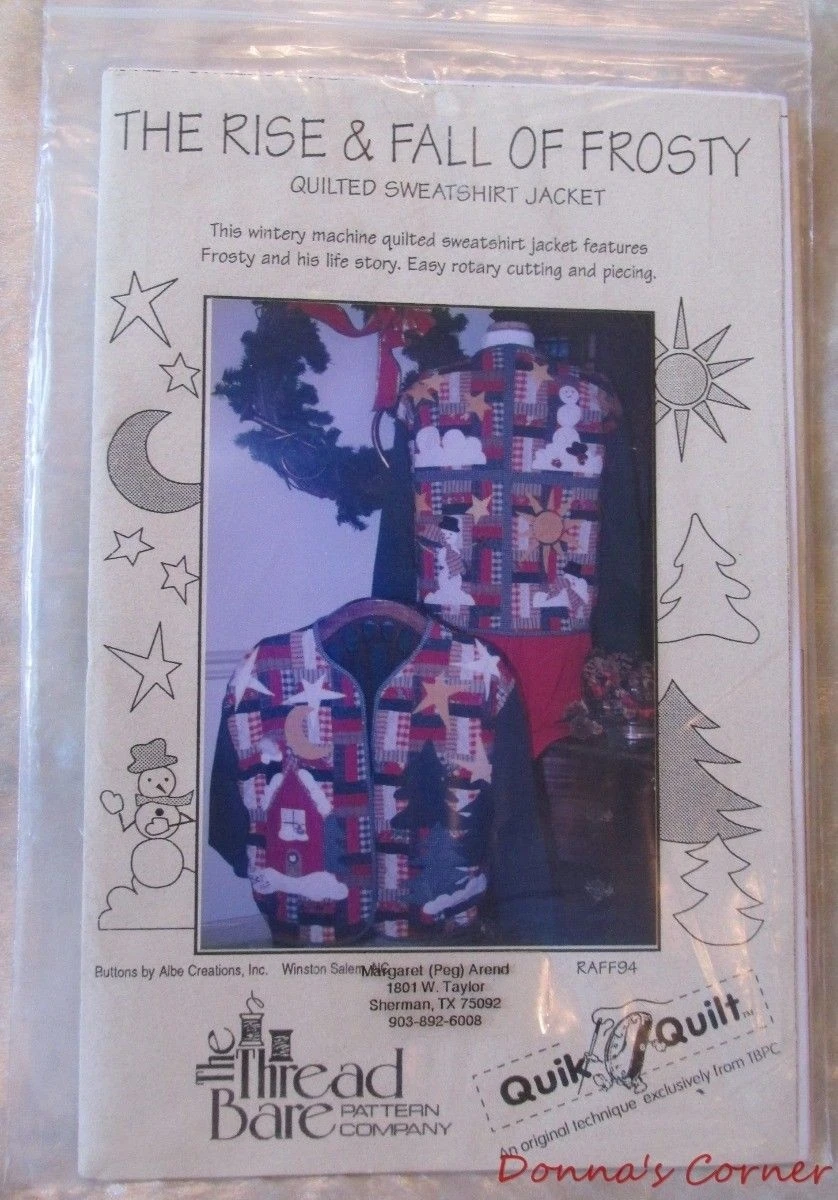 THE RISE & FALL OF FROSTY
QUILTED SWEATSHIRT JACKET
This wintery machine quilted sweatshirt jacket features
Frosty and his life story. Easy rotary cutting and piecing.
Buttons by Albe Creations, Inc. Winston Salem, NC
Margaret (Peg) Arend
1801 W. Taylor
Sherman, TX 75092
903-892-6008
RAFF94
The
Thread
Bare PATTERN
COMPANY
Quik Quilt™
An original technique exclusively from TBPC
Donna's Corner